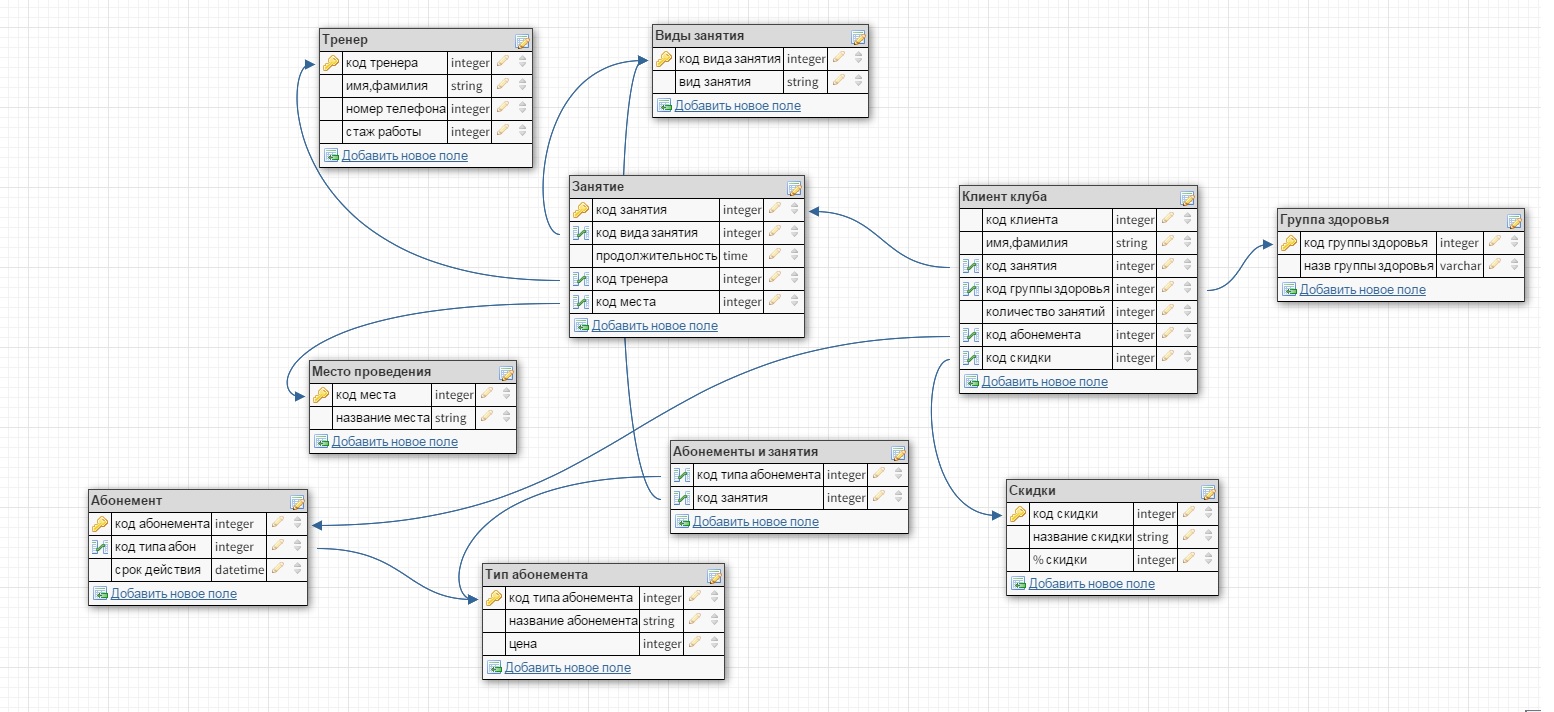 Тренер
код тренера integer
имя,фамилия string
номер телефона integer
стаж работы integer
Добавить новое поле
Виды занятия
код вида занятия integer
вид занятия string
Добавить новое поле
Занятие
код занятия integer
код вида занятия integer
продолжительность time
код тренера integer
код места integer
Добавить новое поле
Клиент клуба
код клиента integer
имя,фамилия string
код занятия integer
код группы здоровья integer
количество занятий integer
код абонемента integer
код скидки integer
Добавить новое поле
Группа здоровья
код группы здоровья integer
назв группы здоровья varchar
Добавить новое поле
Место проведения
код места integer
название места string
Добавить новое поле
Абонементы и занятия
код типа абонемента integer
код занятия integer
Добавить новое поле
Абонемент
код абонемента integer
код типа абон integer
срок действия datetime
Добавить новое поле
Тип абонемента
код типа абонемента integer
название абонемента string
цена integer
Добавить новое поле
Скидки
код скидки integer
название скидки string
% скидки integer
Добавить новое поле